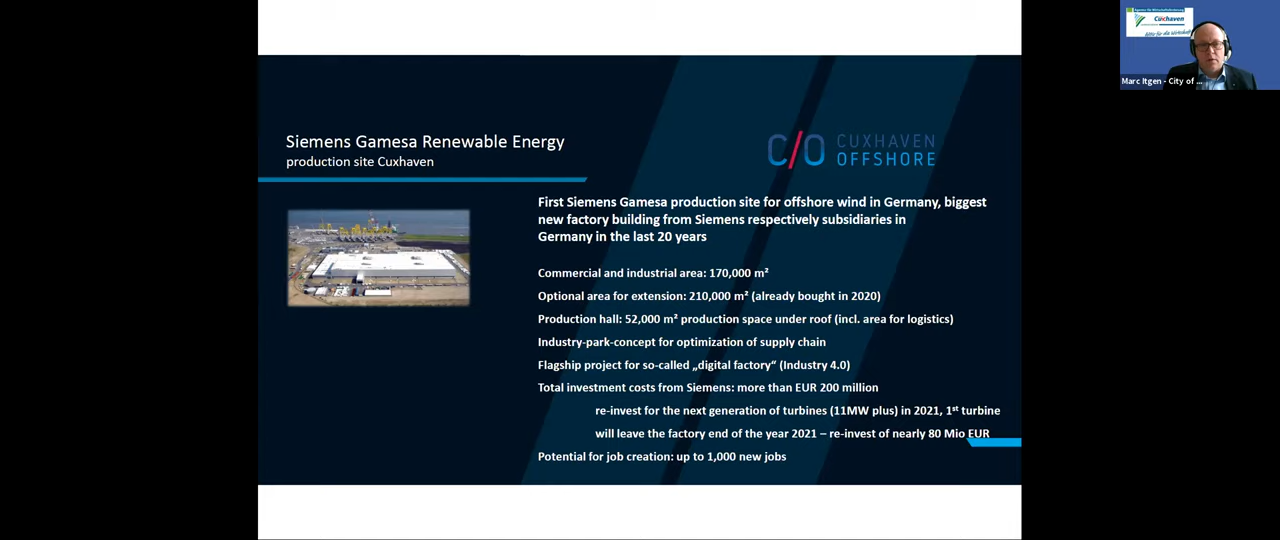 Siemens Gamesa Renewable Energy
production site Cuxhaven
C/O CUXHAVEN
OFFSHORE
First Siemens Gamesa production site for offshore wind in Germany, biggest
new factory building from Siemens respectively subsidiaries in
Germany in the last 20 years
Commercial and industrial area: 170,000 m²
Optional area for extension: 210,000 m² (already bought in 2020)
Production hall: 52,000 m² production space under roof (incl. area for logistics)
Industry-park-concept for optimization of supply chain
Flagship project for so-called „digital factory“ (Industry 4.0)
Total investment costs from Siemens: more than EUR 200 million
re-invest for the next generation of turbines (11MW plus) in 2021, 1st turbine
will leave the factory end of the year 2021 – re-invest of nearly 80 Mio EUR
Potential for job creation: up to 1,000 new jobs
Agentur für Wirtschaftsförderung
Cuxhaven
für die Wirtschaft
Marc Itgen - City of ...